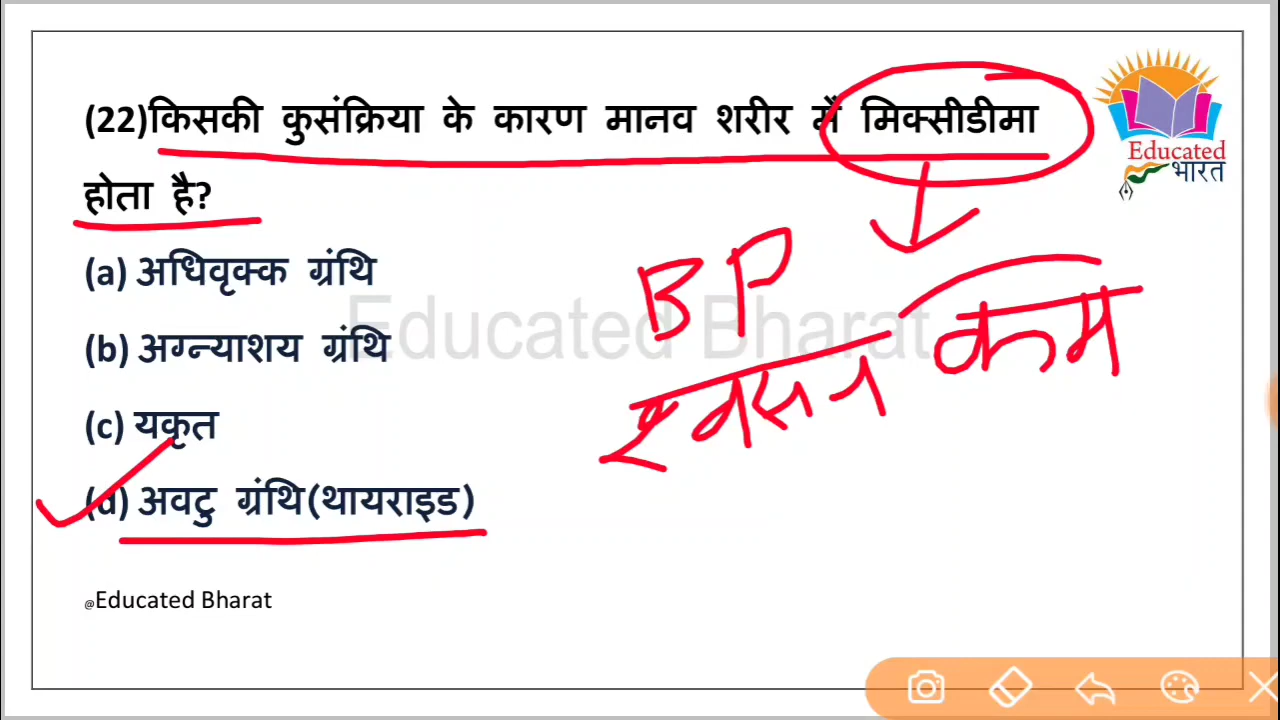 (22)किसकी कुसंक्रिया के कारण मानव शरीर में मिक्सीडीमा
होता है?
(a) अधिवृक्क ग्रंथि
(b) अग्न्याशय ग्रंथि
(c) यकृत
(d) अवटु ग्रंथि(थायराइड)
@Educated Bharat
BP
श्वसन कम
Educated Bharat
Educated
भारत